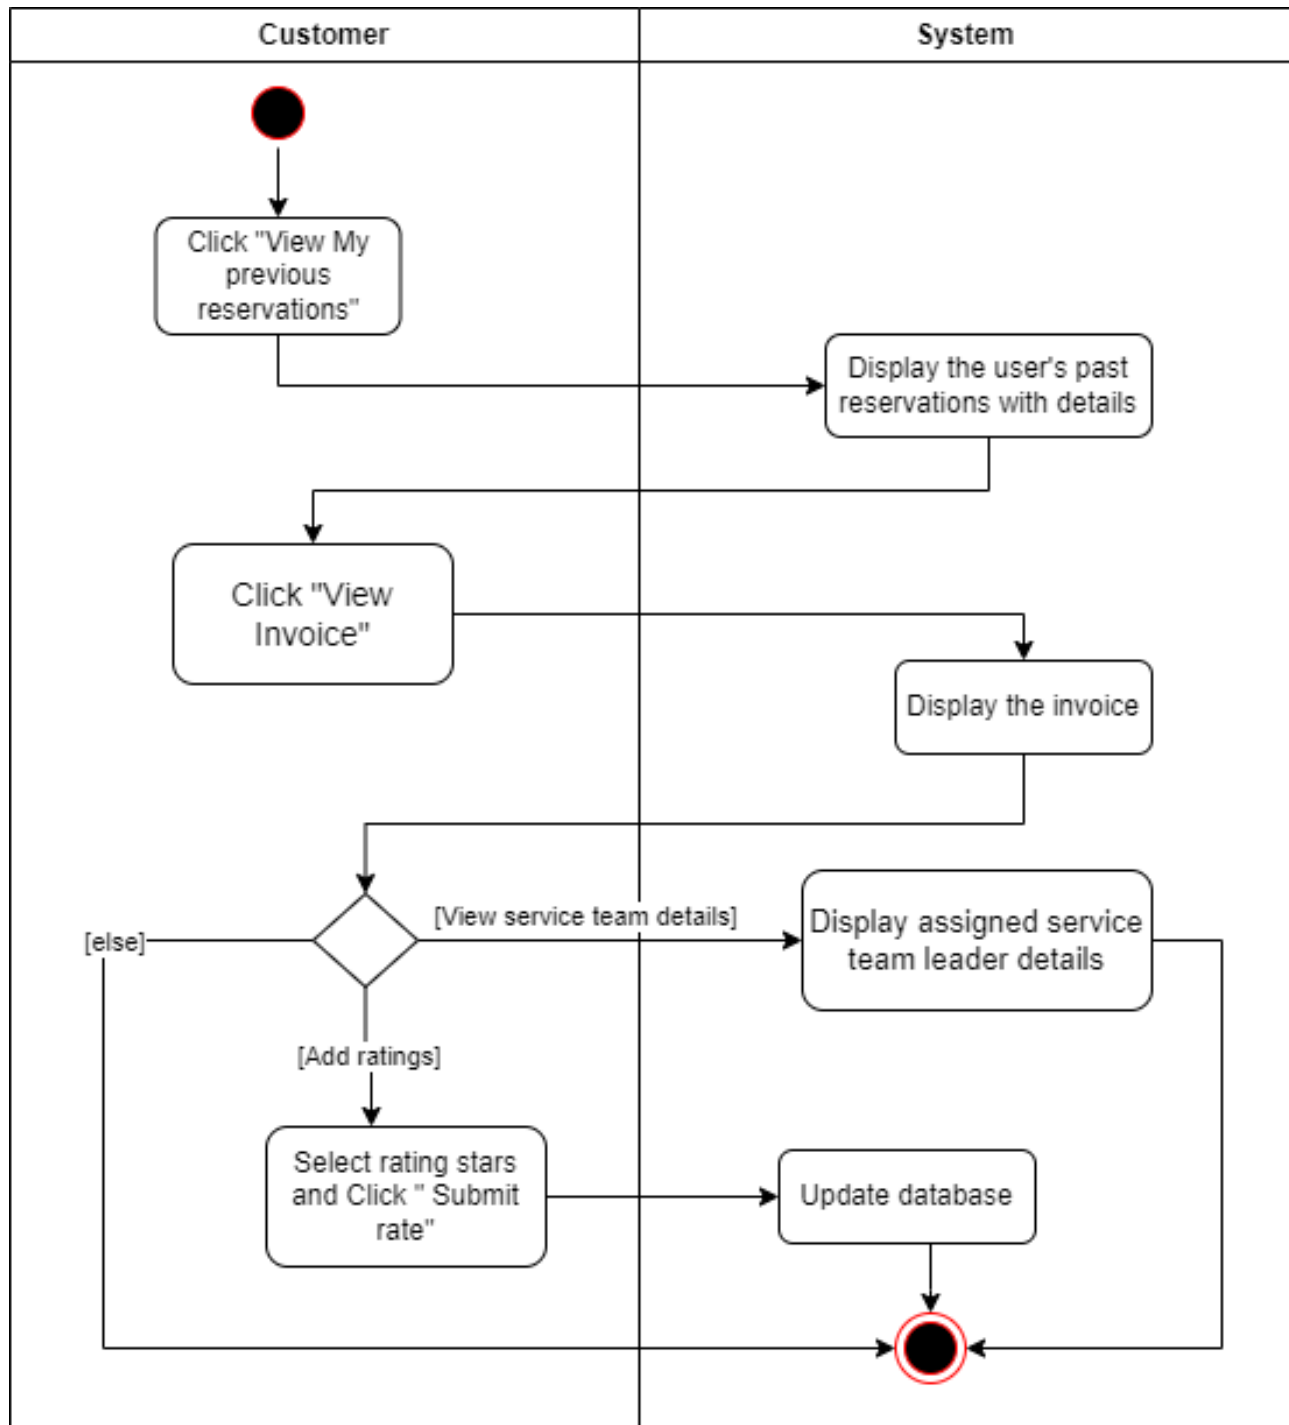 Customer
System
Click "View My
previous
reservations"
Display the user's past
reservations with details
Click "View
Invoice"
Display the invoice
[View service team details]
[else]
Display assigned service
team leader details
[Add ratings]
Select rating stars
and Click " Submit
rate"
Update database